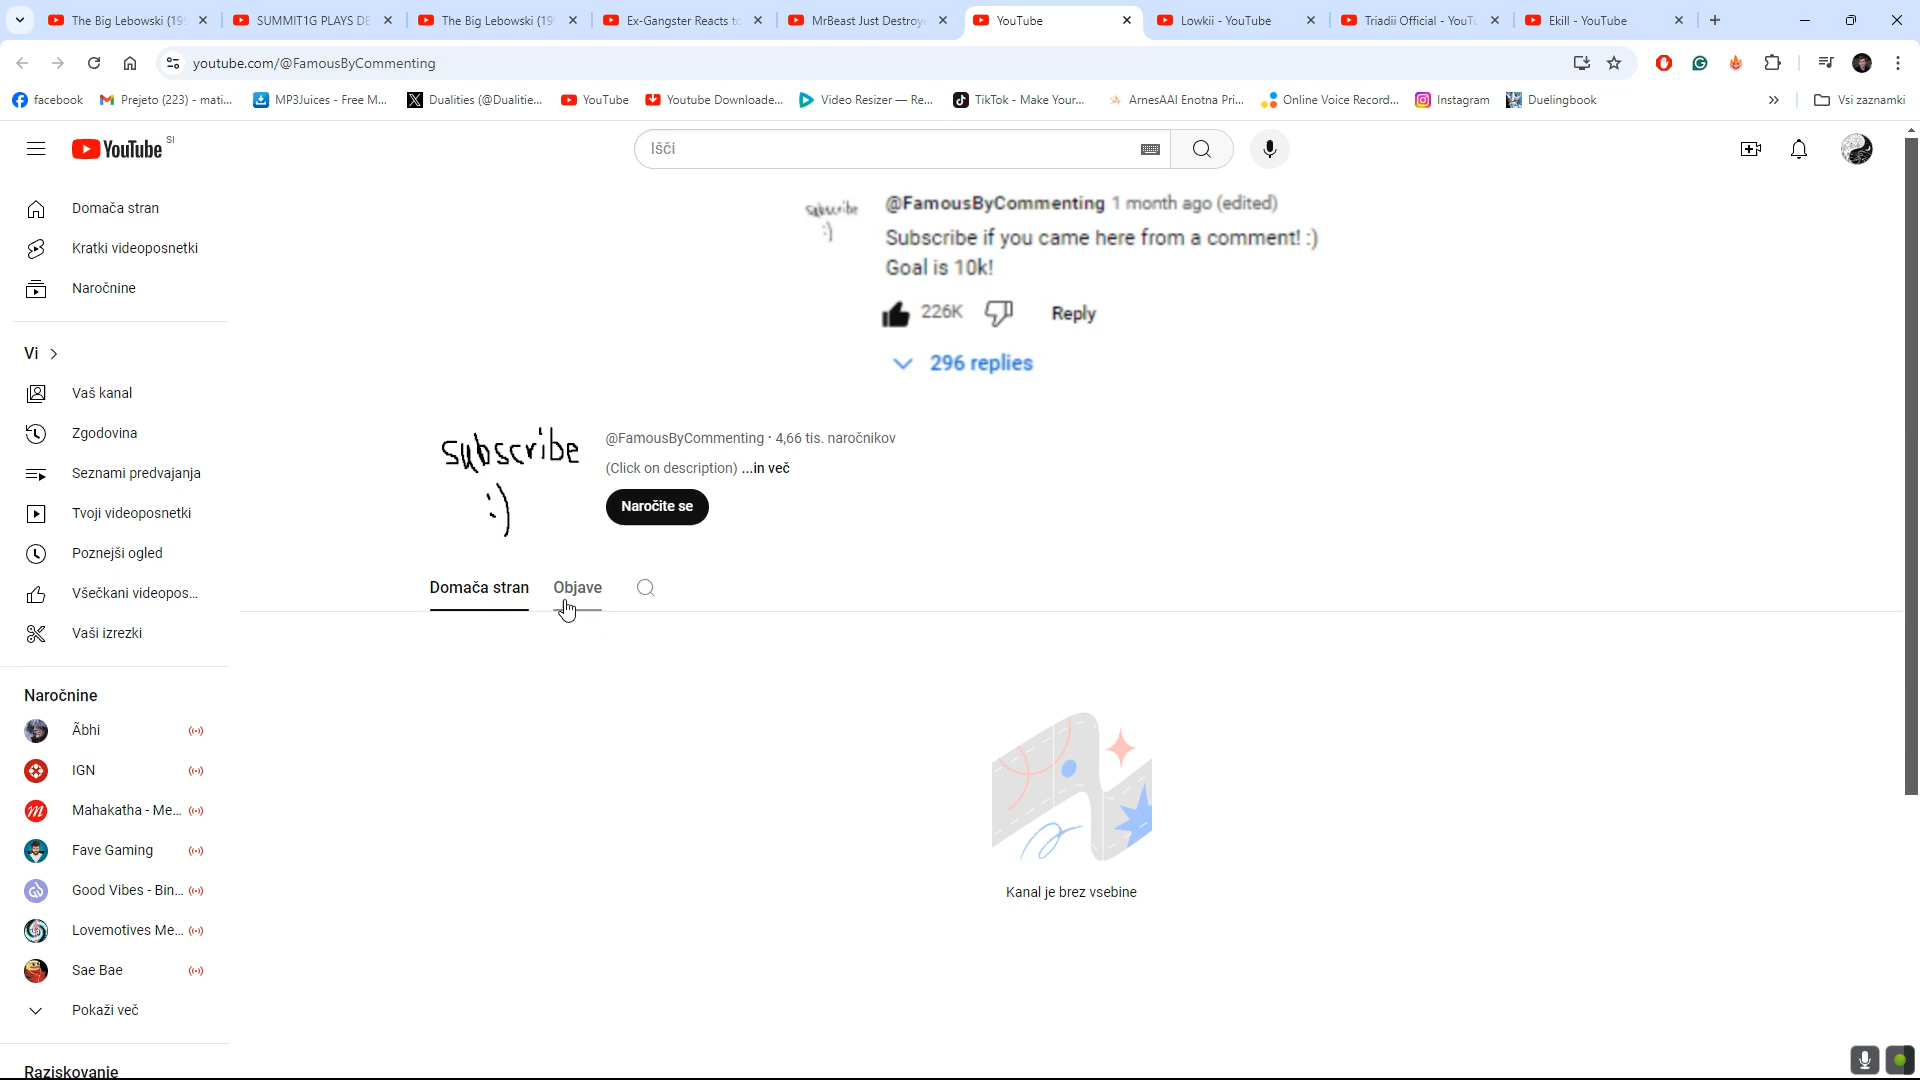 The Big Lebowski (19
SUMMIT1G PLAYS DE
The Big Lebowski (19
Ex-Gangster Reacts to
MrBeast Just Destroy
YouTube
Lowkii - YouTube
Triadii Official - YouTu
Ekill - YouTube
youtube.com/@FamousByCommenting
facebook
Prejeto (223) - mati...
MP3Juices - Free M...
Dualities (@Dualitie...
YouTube
Youtube Downloade...
Video Resizer — Re...
TikTok - Make Your...
ArnesAAI Enotna Pri...
Online Voice Record...
Instagram
Duelingbook
Vsi zaznamki
YouTube SI
Išči
Domača stran
Kratki videoposnetki
Naročnine
Vi
Vaš kanal
Zgodovina
Seznami predvajanja
Tvoji videoposnetki
Poznejši ogled
Všečkani videopos...
Vaši izrezki
Naročnine
Ãbhi
IGN
Mahakatha - Me...
Fave Gaming
Good Vibes - Bin...
Lovemotives Me...
Sae Bae
Pokaži več
Raziskovanje
subscribe
:)
@FamousByCommenting 1 month ago (edited)
Subscribe if you came here from a comment! :)
Goal is 10k!
226K
Reply
296 replies
subscribe
:)
@FamousByCommenting · 4,66 tis. naročnikov
(Click on description) ...in več
Naročite se
Domača stran
Objave
Kanal je brez vsebine